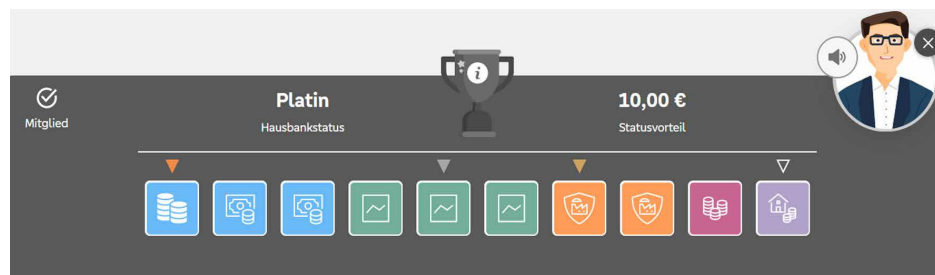 Platin
10,00 €
Mitglied
Hausbankstatus
Statusvorteil